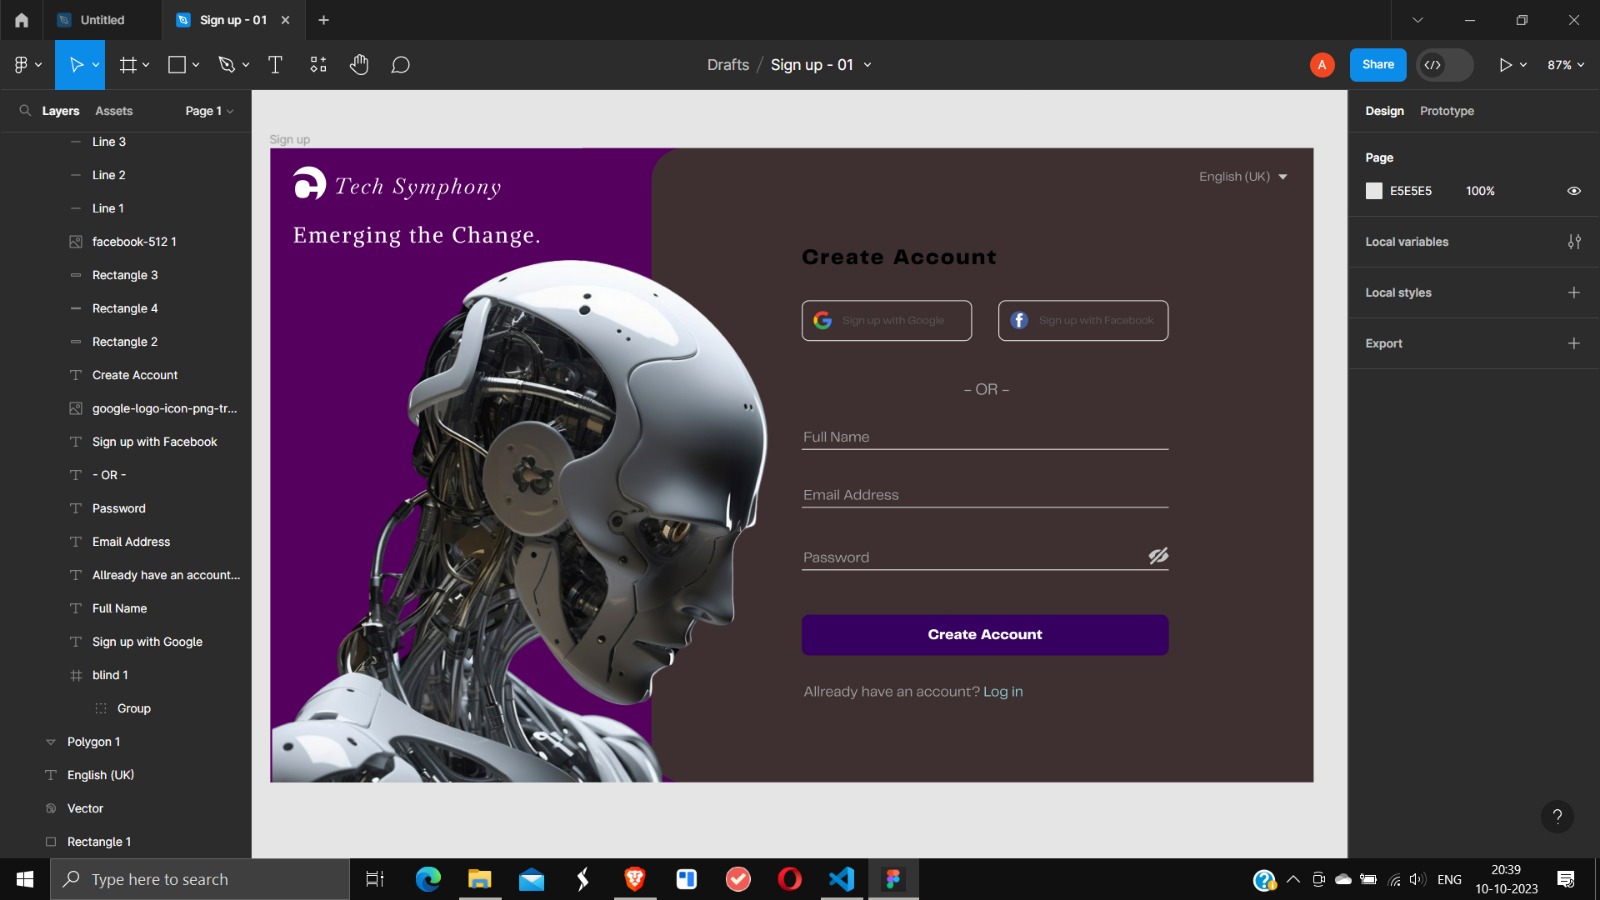 Untitled
Sign up - 01
Drafts / Sign up - 01
A
Share
87%
Layers
Assets
Page 1
Line 3
Line 2
Line 1
facebook-512 1
Rectangle 3
Rectangle 4
Rectangle 2
Create Account
google-logo-icon-png-tr...
Sign up with Facebook
- OR -
Password
Email Address
Allready have an account...
Full Name
Sign up with Google
blind 1
Group
Polygon 1
English (UK)
Vector
Rectangle 1
Sign up
Tech Symphony
Emerging the Change.
English (UK)
Create Account
Sign up with Google
Sign up with Facebook
- OR -
Full Name
Email Address
Password
Create Account
Allready have an account? Log in
Design
Prototype
Page
E5E5E5
100%
Local variables
Local styles
Export
?
Type here to search
ENG
20:39
10-10-2023